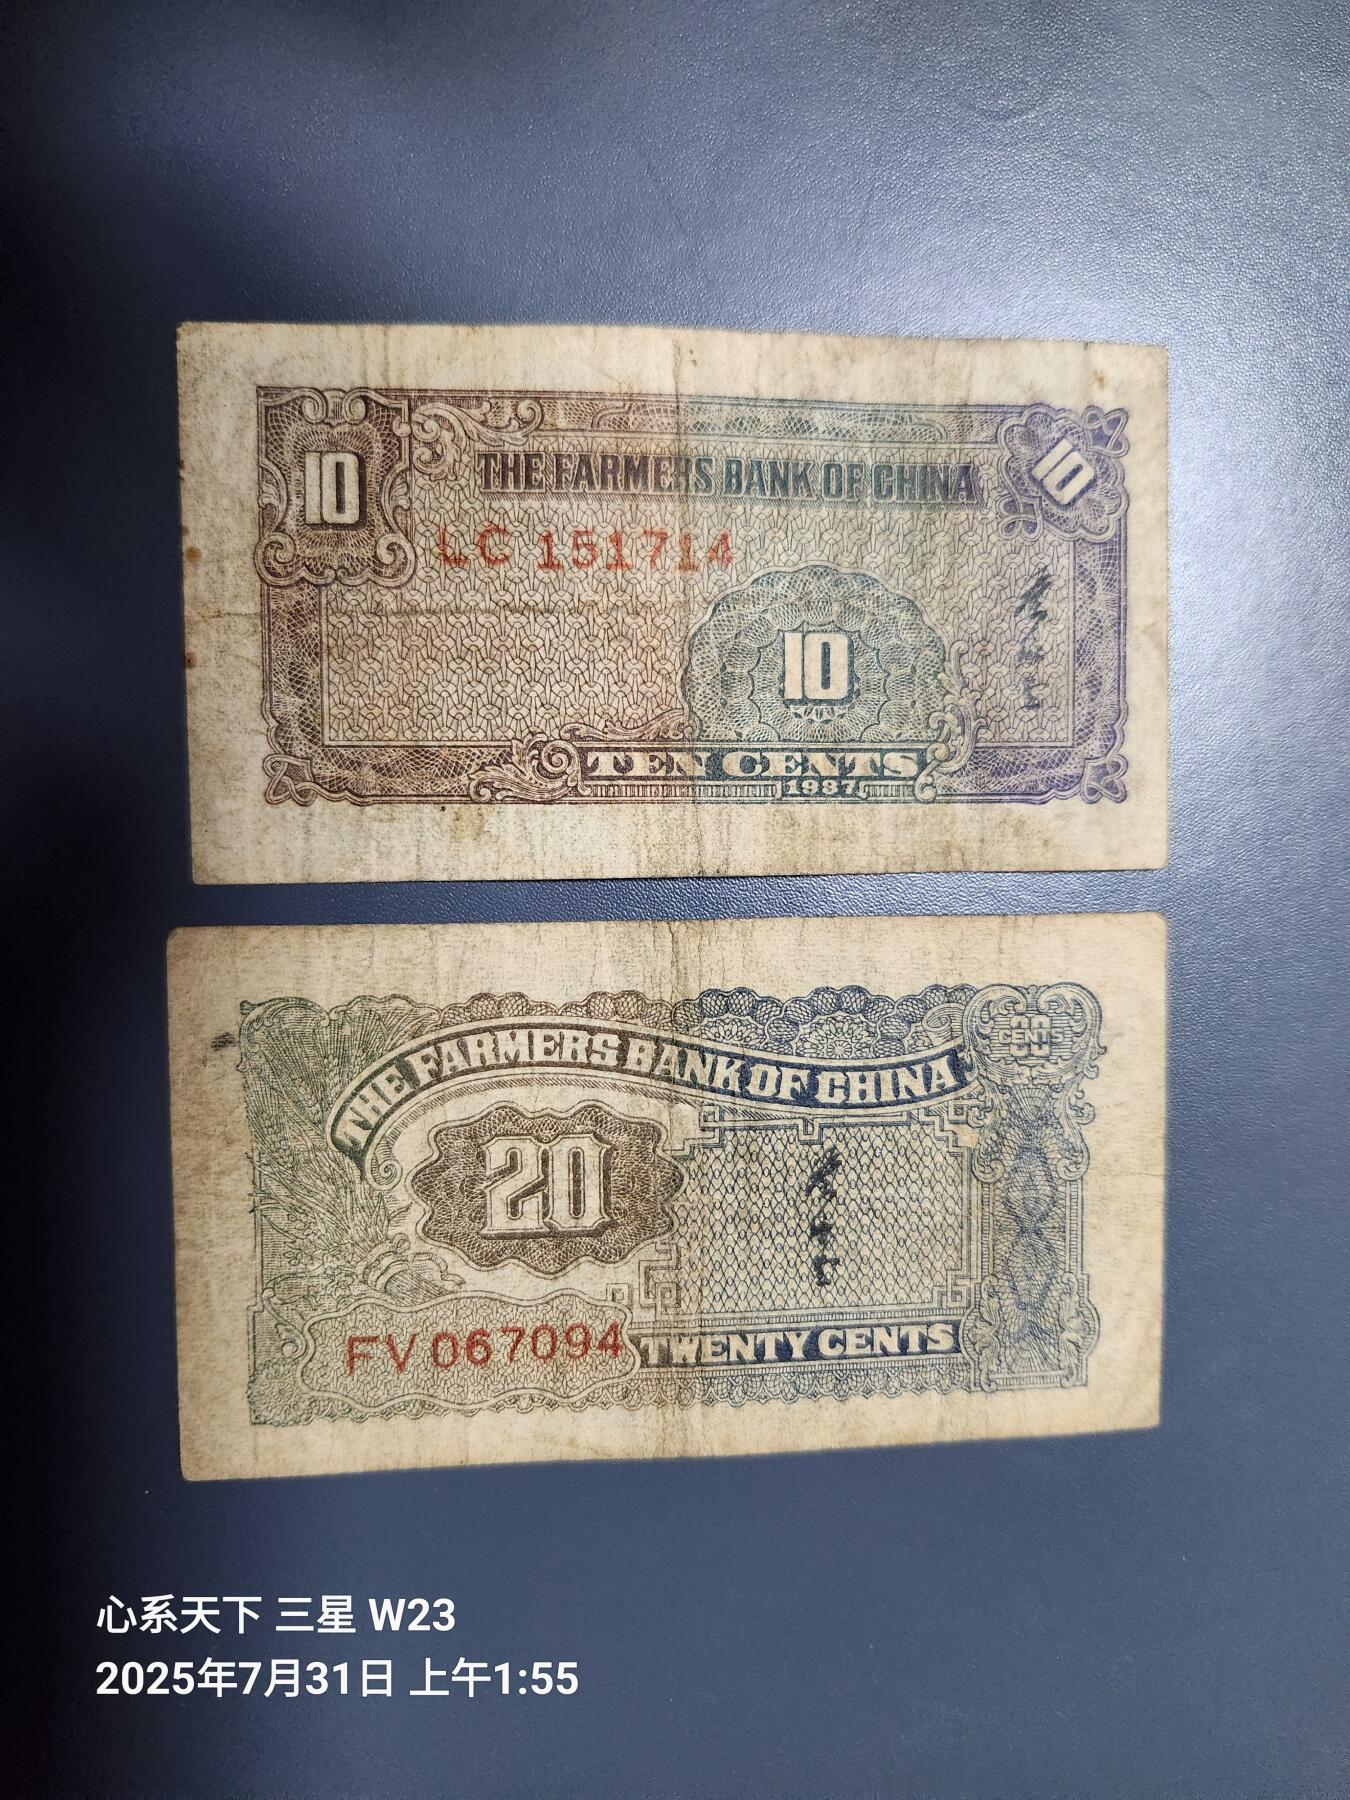 10
10
THE FARMERS BANK OF CHINA
LC 151714
10
TEN CENTS
1937
20
CENTS
THE FARMERS BANK OF CHINA
20
FV 067094
TWENTY CENTS
心系天下 三星 W23
2025年7月31日 上午1:55